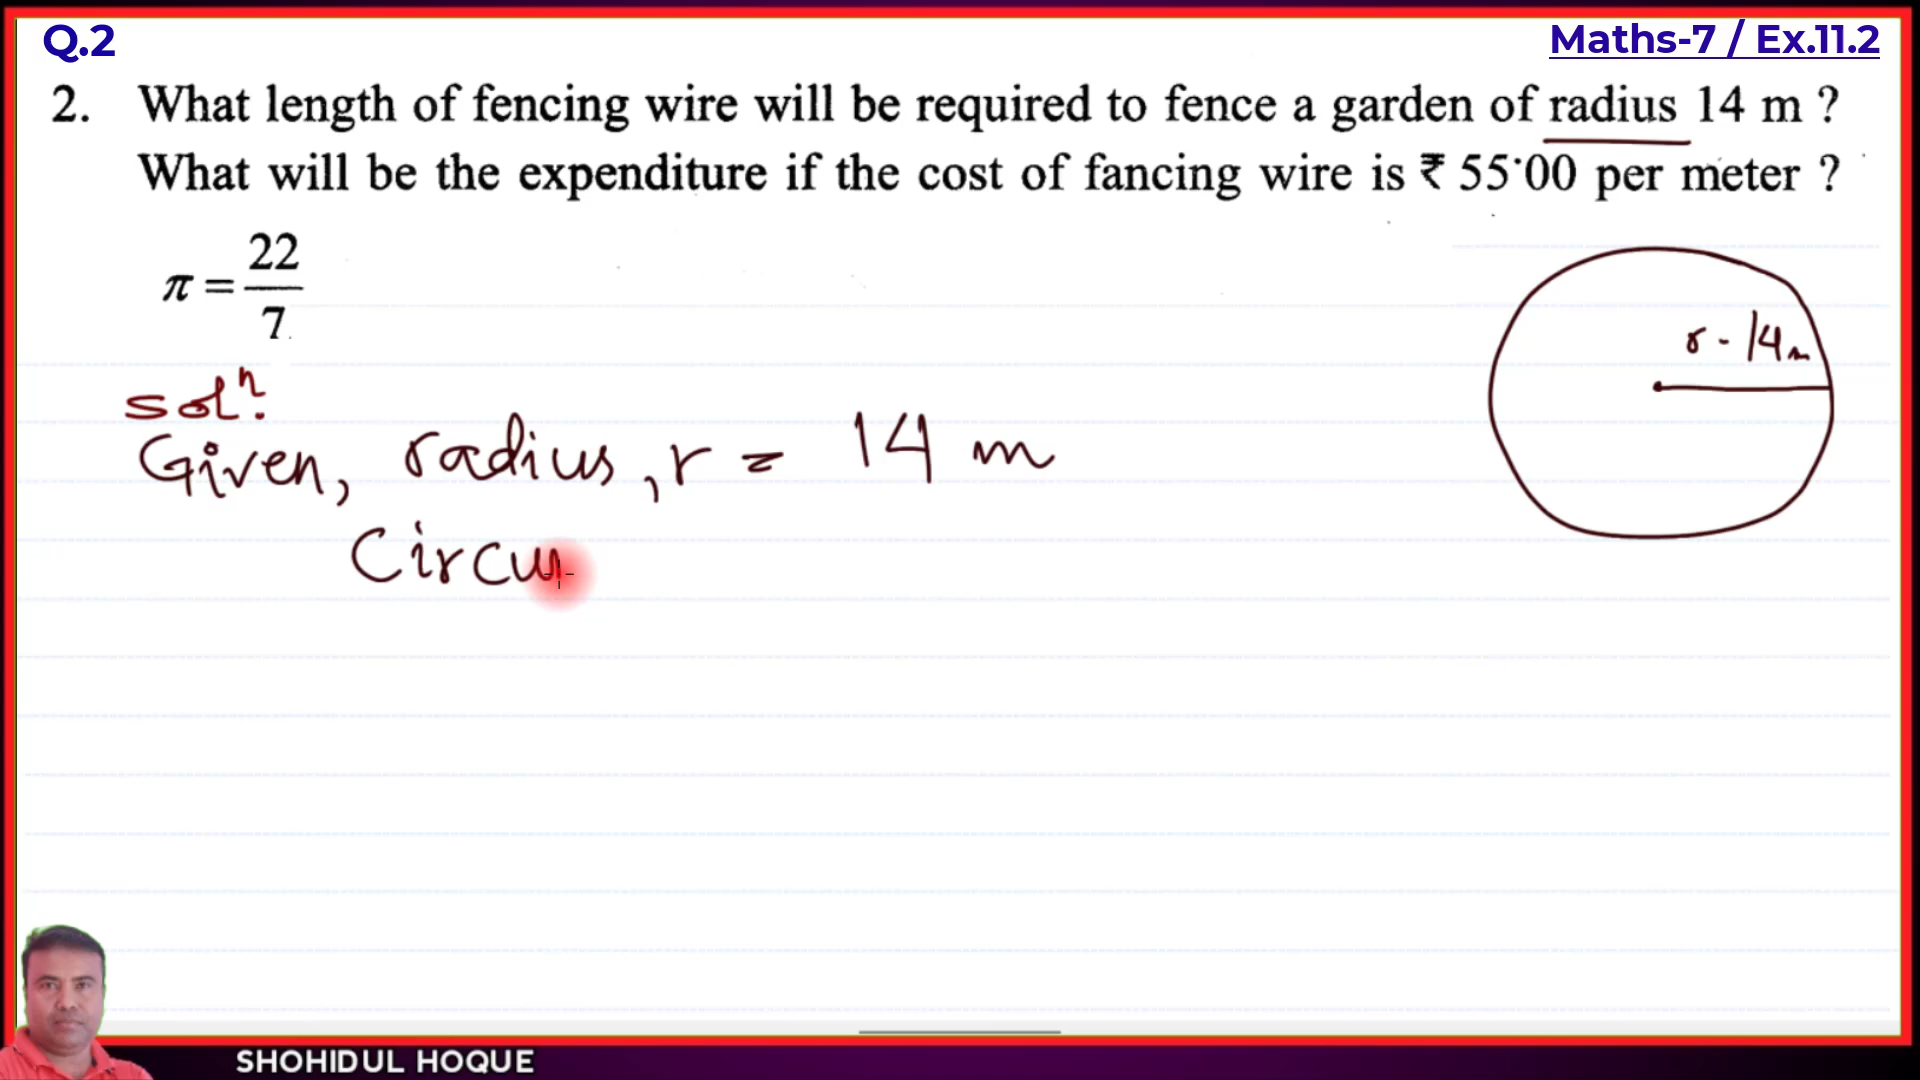 Q.2
Maths-7 / Ex.11.2
2. What length of fencing wire will be required to fence a garden of radius 14 m ?
What will be the expenditure if the cost of fancing wire is ₹ 55·00 per meter ?
π = 22/7
r - 14m
Solⁿ:
Given, radius, r = 14 m
Circum
SHOHIDUL HOQUE